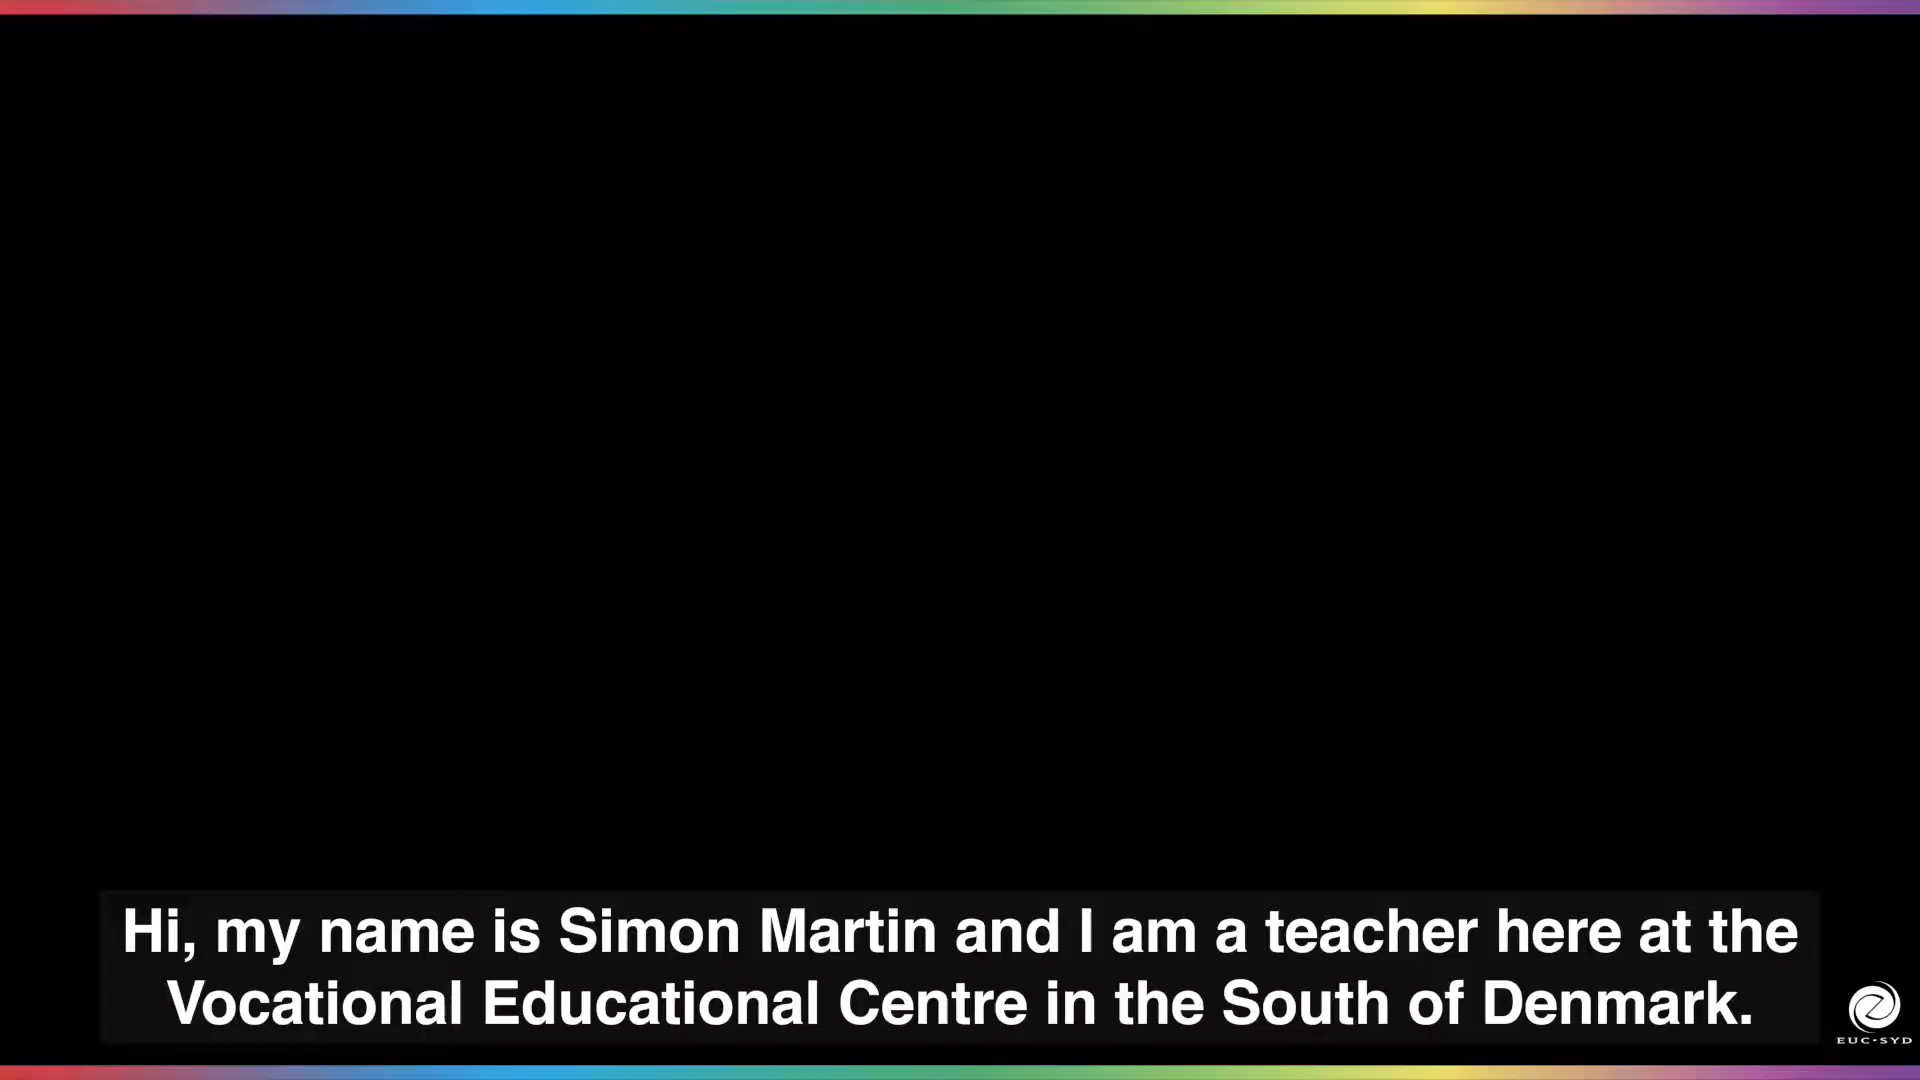 Hi, my name is Simon Martin and I am a teacher here at the
Vocational Educational Centre in the South of Denmark.
EUC·SYD